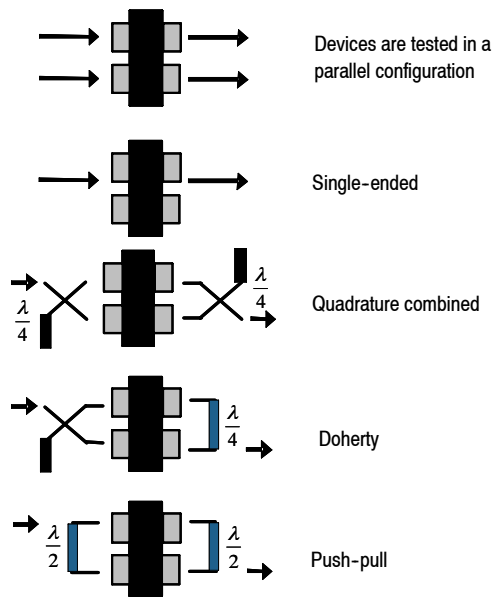 Devices are tested in a
parallel configuration
Single-ended
λ
4
λ
4
Quadrature combined
λ
4
Doherty
λ
2
λ
2
Push-pull